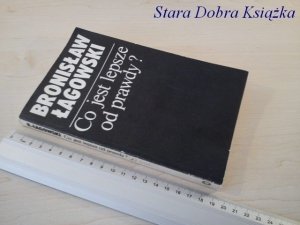 Stara Dobra Książka
BRONISŁAW
ŁAGOWSKI
Co jest lepsze
od prawdy?